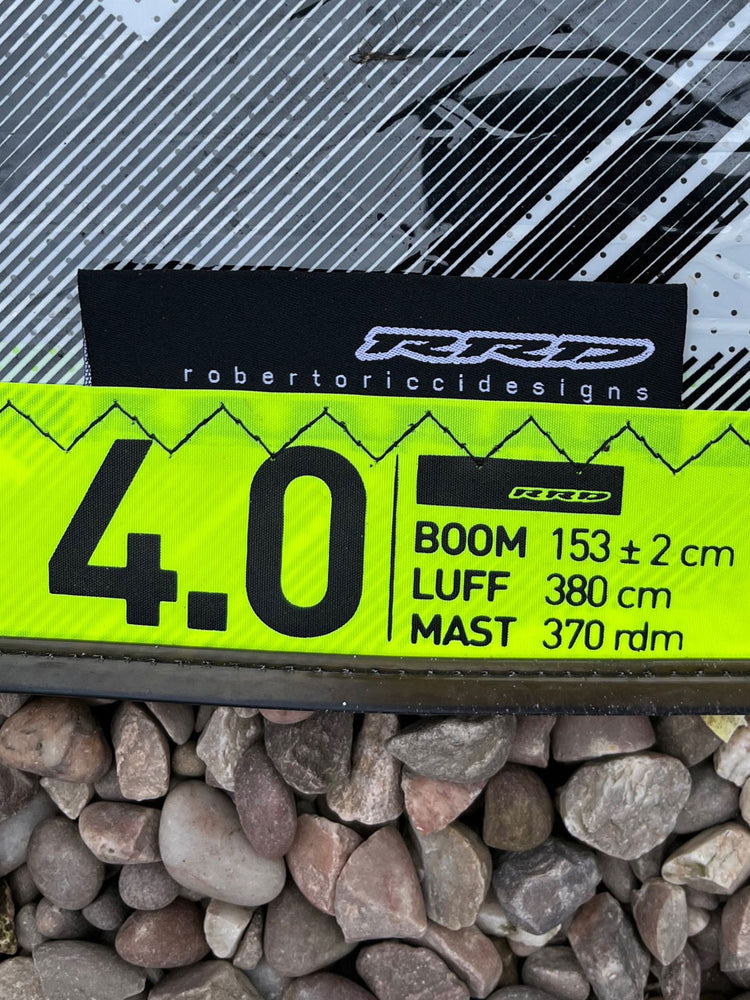 RRD
robertoriccidesigns
4.0
RRD
BOOM 153 ± 2 cm
LUFF 380 cm
MAST 370 rdm